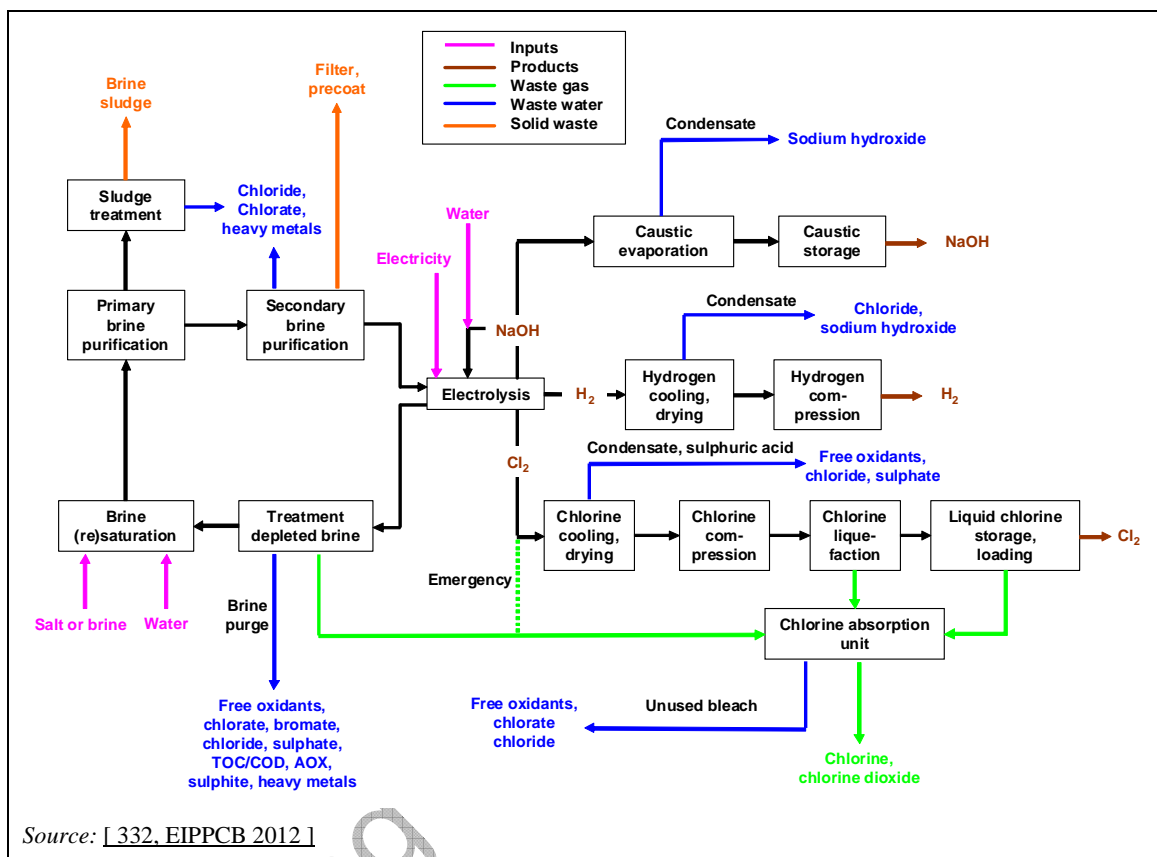 Inputs
Products
Waste gas
Waste water
Solid waste
Brine
sludge
Filter,
precoat
Condensate
Sodium hydroxide
Sludge
treatment
Chloride,
Chlorate,
heavy metals
Water
Caustic
evaporation
Caustic
storage
NaOH
Electricity
Primary
brine
purification
Secondary
brine
purification
NaOH
Condensate
Chloride,
sodium hydroxide
Electrolysis
H2
Hydrogen
cooling,
drying
Hydrogen
com-
pression
H2
Cl2
Condensate, sulphuric acid
Free oxidants,
chloride, sulphate
Brine
(re)saturation
Treatment
depleted brine
Chlorine
cooling,
drying
Chlorine
com-
pression
Chlorine
lique-
faction
Liquid chlorine
storage,
loading
Cl2
Emergency
Salt or brine
Water
Brine
purge
Chlorine absorption
unit
Free oxidants,
chlorate, bromate,
chloride, sulphate,
TOC/COD, AOX,
sulphite, heavy metals
Free oxidants,
chlorate
chloride
Unused bleach
Chlorine,
chlorine dioxide
Source: [ 332, EIPPCB 2012 ]